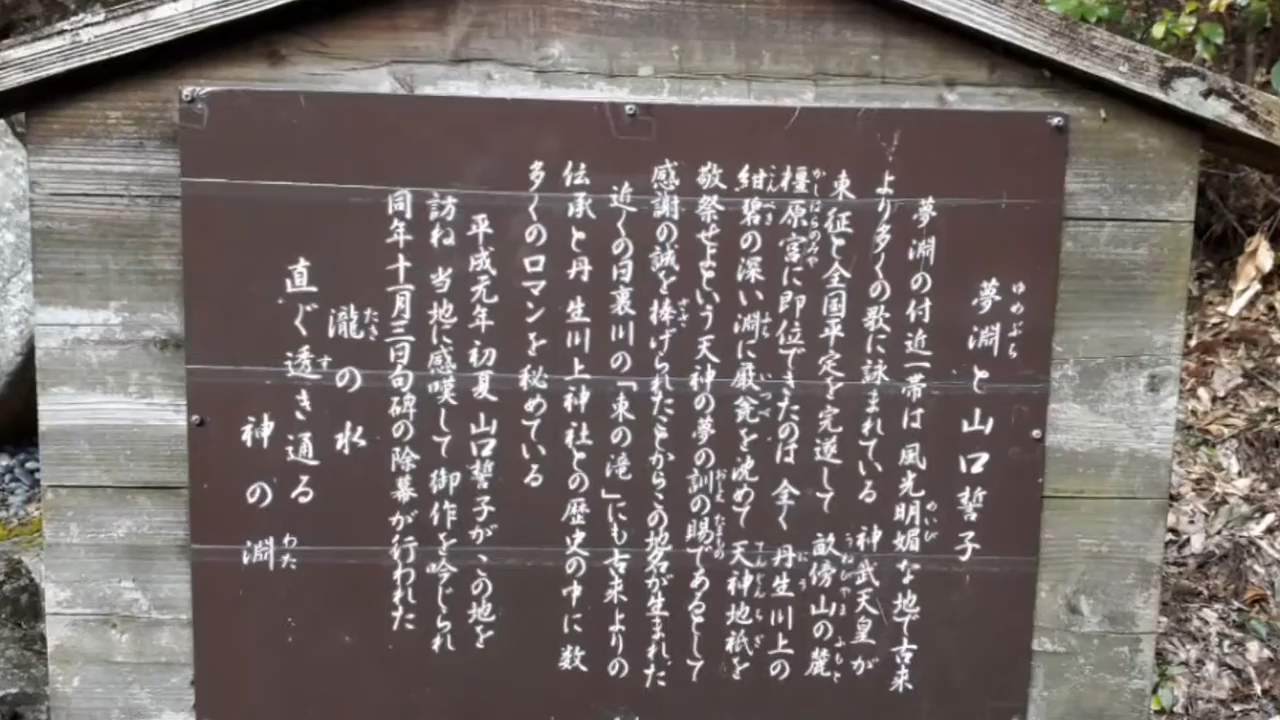 夢淵と山口誓子
夢淵の付近一帯は 風光明媚な地で古来
より多くの歌に詠まれている 神武天皇が
東征と全国平定を完遂して 畝傍山の麓
橿原宮に即位できたのは 全く 丹生川上の
紺碧の深い淵に厳瓮を沈めて 天神地祇を
敬祭せよという天神の夢の訓の賜であるとして
感謝の誠を捧げられたことからこの地名が生まれた
近くの日裏川の「東の滝」にも古来よりの
伝承と丹生川上神社との歴史の中に数
多くのロマンを秘めている
平成元年初夏 山口誓子がこの地を
訪ね 当地に感嘆して 御作を吟じられ
同年十一月三日句碑の除幕が行われた
瀧の水
直ぐ透き通る
神の淵